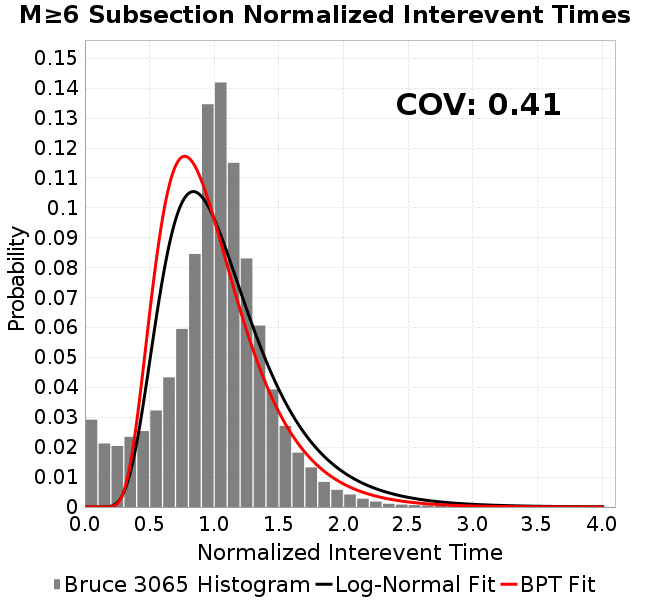 M≥6 Subsection Normalized Interevent Times
COV: 0.41
Probability
0.15
0.14
0.13
0.12
0.11
0.1
0.09
0.08
0.07
0.06
0.05
0.04
0.03
0.02
0.01
0
0.0 0.5 1.0 1.5 2.0 2.5 3.0 3.5 4.0
Normalized Interevent Time
Bruce 3065 Histogram Log-Normal Fit BPT Fit